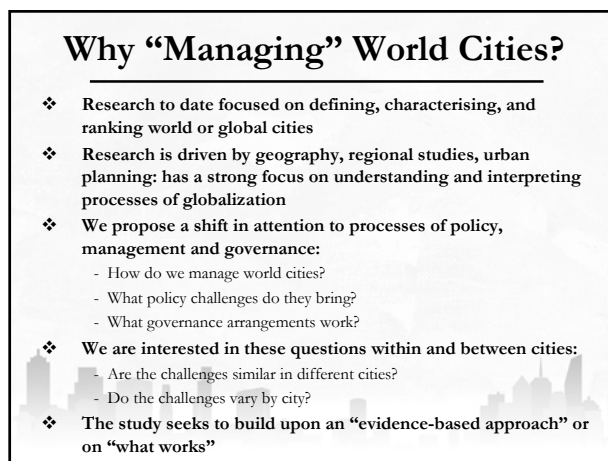 Why “Managing” World Cities?
❖ Research to date focused on defining, characterising, and
ranking world or global cities
❖ Research is driven by geography, regional studies, urban
planning: has a strong focus on understanding and interpreting
processes of globalization
❖ We propose a shift in attention to processes of policy,
management and governance:
- How do we manage world cities?
- What policy challenges do they bring?
- What governance arrangements work?
❖ We are interested in these questions within and between cities:
- Are the challenges similar in different cities?
- Do the challenges vary by city?
❖ The study seeks to build upon an “evidence-based approach” or
on “what works”